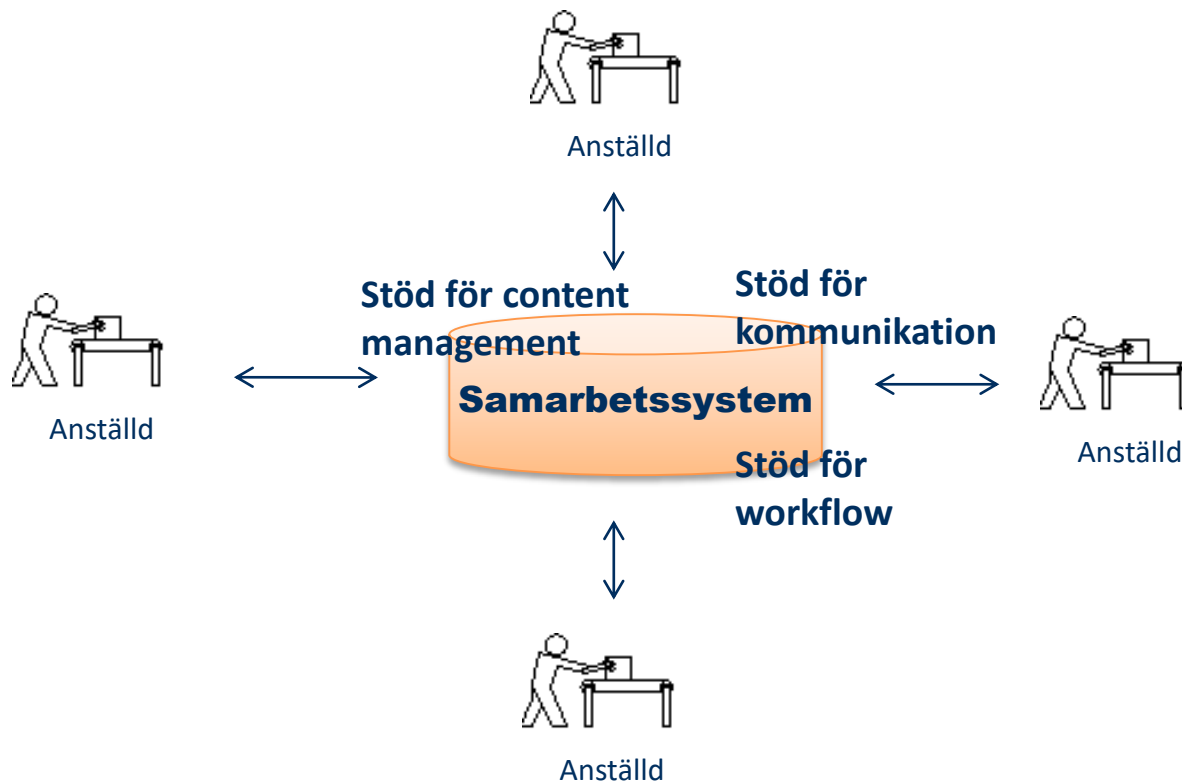 Anställd
Stöd för content
management
Stöd för
kommunikation
Samarbetssystem
Anställd
Anställd
Stöd för
workflow
Anställd